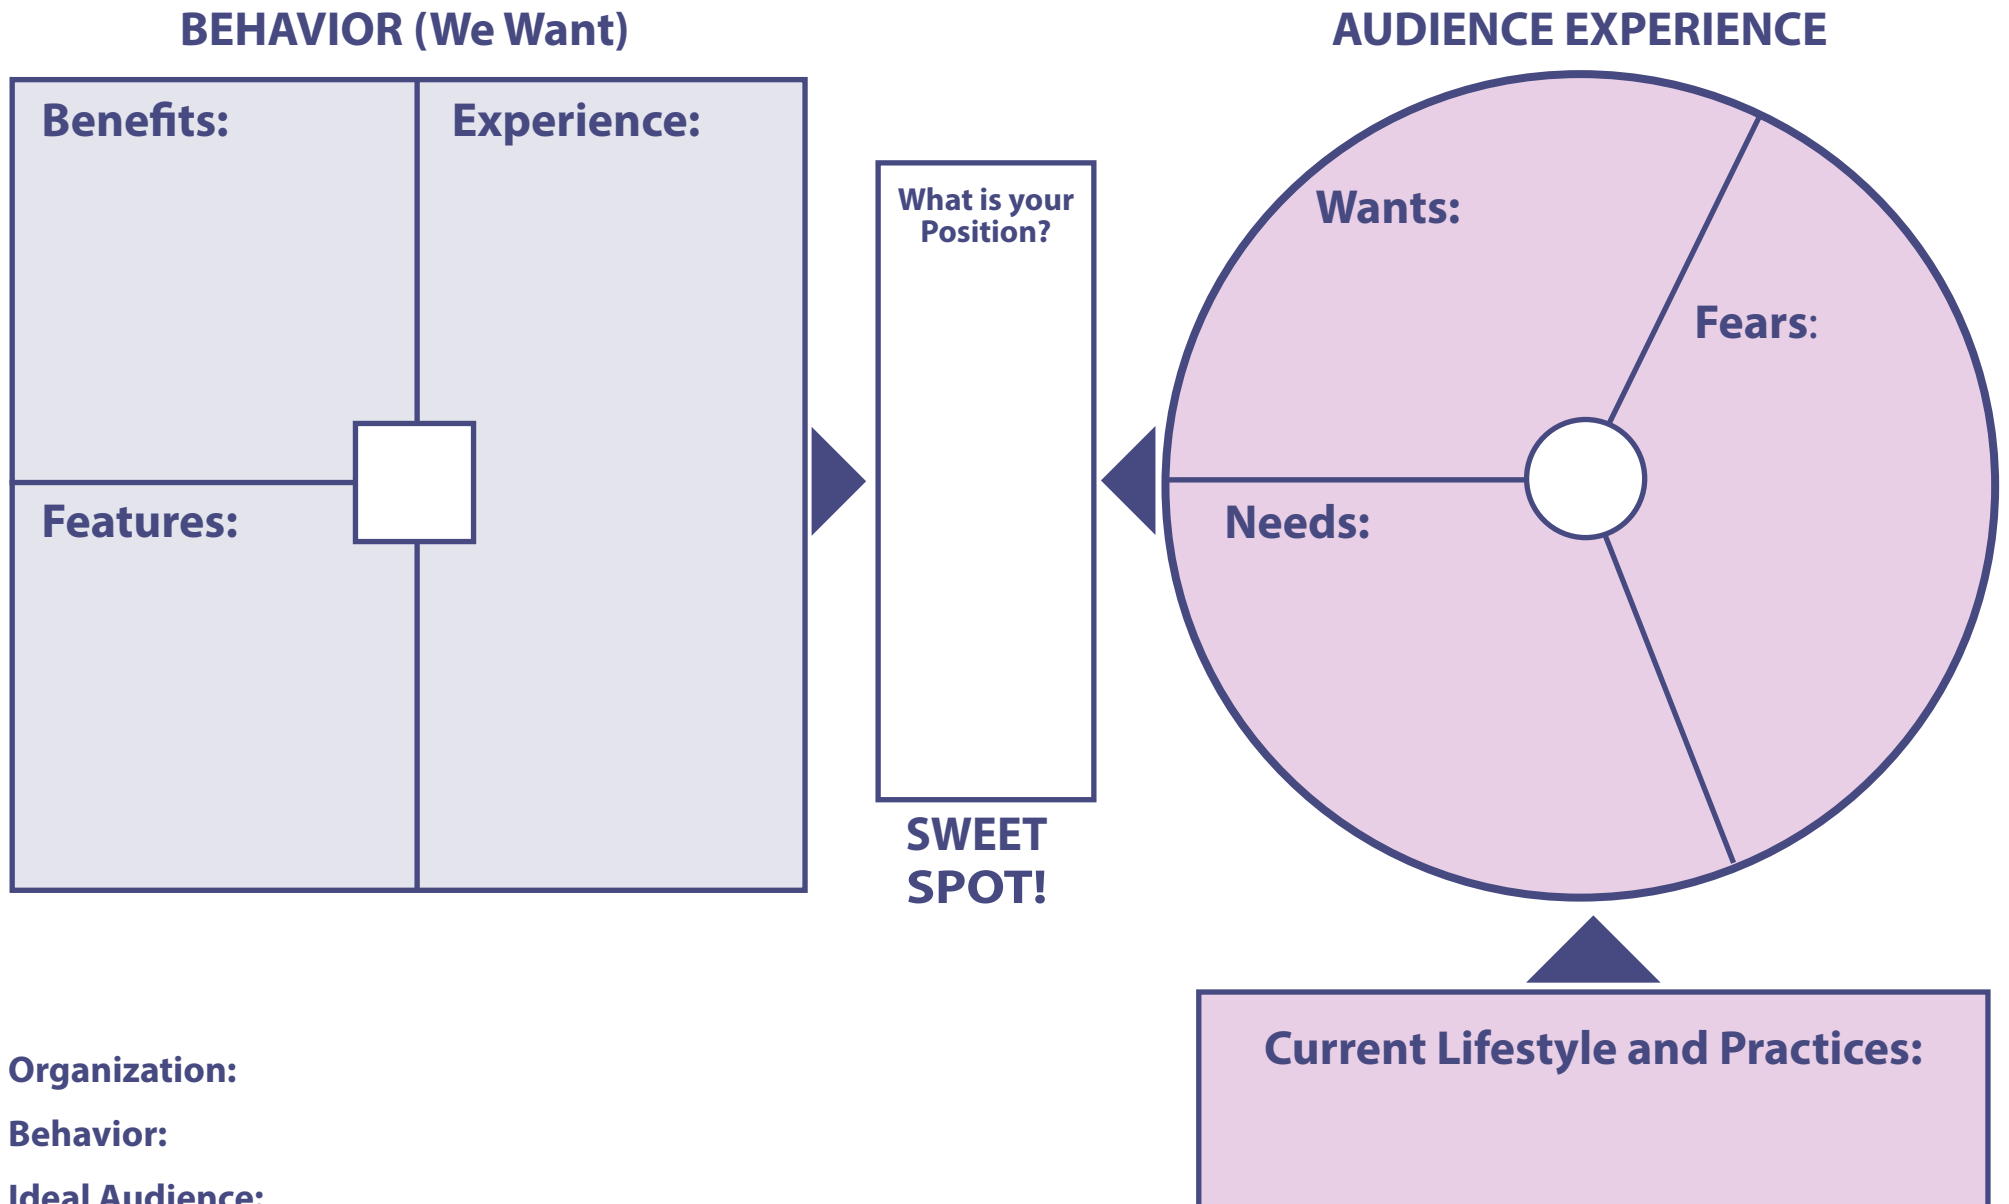 BEHAVIOR (We Want)
Benefits:
Experience:
Features:
What is your
Position?
SWEET
SPOT!
AUDIENCE EXPERIENCE
Wants:
Fears:
Needs:
Current Lifestyle and Practices:
Organization:
Behavior:
Ideal Audience: